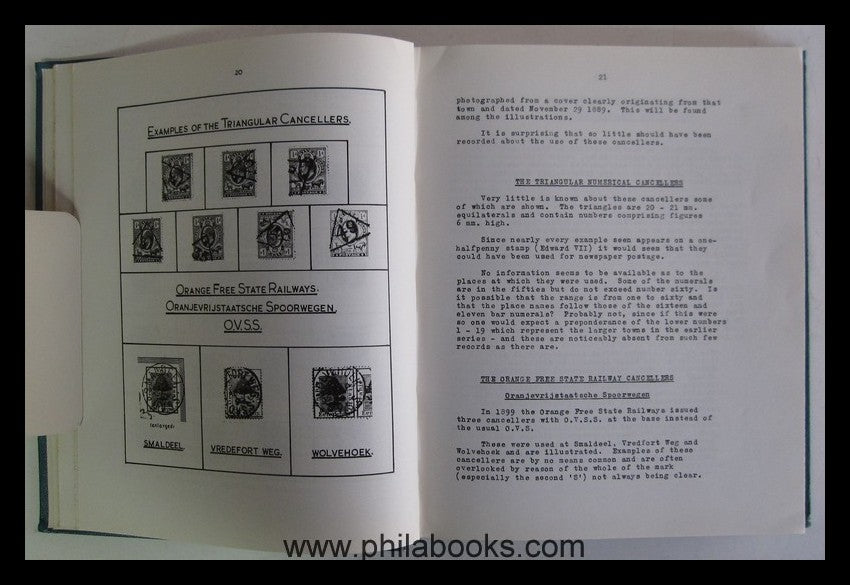 20
EXAMPLES OF THE TRIANGULAR CANCELLERS.
49
ORANGE FREE STATE RAILWAYS.
ORANJEVRIJSTAATSCHE SPOORWEGEN.
O.V.S.S.
(enlarged)
SMALDEEL.
VREDEFORT WEG.
WOLVEHOEK.
21
photographed from a cover clearly originating from that
town and dated November 29 1889. This will be found
among the illustrations.
It is surprising that so little should have been
recorded about the use of these cancellers.
THE TRIANGULAR NUMERICAL CANCELLERS
Very little is known about these cancellers some
of which are shown. The triangles are 20 - 21 mm.
equilaterals and contain numbers comprising figures
6 mm. high.
Since nearly every example seen appears on a one-
halfpenny stamp (Edward VII) it would seem that they
could have been used for newspaper postage.
No information seems to be available as to the
places at which they were used. Some of the numerals
are in the fifties but do not exceed number sixty. Is
it possible that the range is from one to sixty and
that the place names follow those of the sixteen and
eleven bar numerals? Probably not, since if this were
so one would expect a preponderance of the lower numbers
1 - 19 which represent the larger towns in the earlier
series - and these are noticeably absent from such few
records as there are.
THE ORANGE FREE STATE RAILWAY CANCELLERS
Oranjevrijstaatsche Spoorwegen
In 1899 the Orange Free State Railways issued
three cancellers with O.V.S.S. at the base instead of
the usual O.V.S.
These were used at Smaldeel, Vredfort Weg and
Wolvehoek and are illustrated. Examples of these
cancellers are by no means common and are often
overlooked by reason of the whole of the mark
(especially the second 'S') not always being clear.
www.philabooks.com